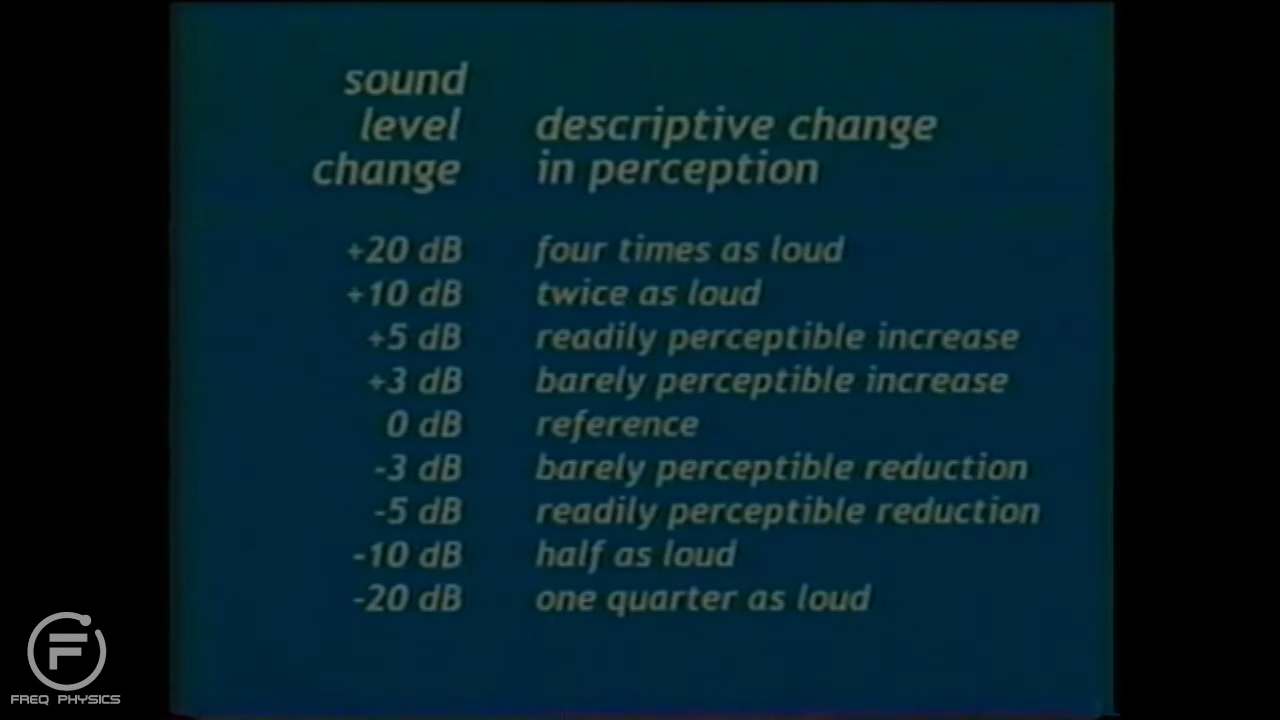 sound
level
change
descriptive change
in perception
+20 dB four times as loud
+10 dB twice as loud
+5 dB readily perceptible increase
+3 dB barely perceptible increase
0 dB reference
-3 dB barely perceptible reduction
-5 dB readily perceptible reduction
-10 dB half as loud
-20 dB one quarter as loud
F
FREQ PHYSICS